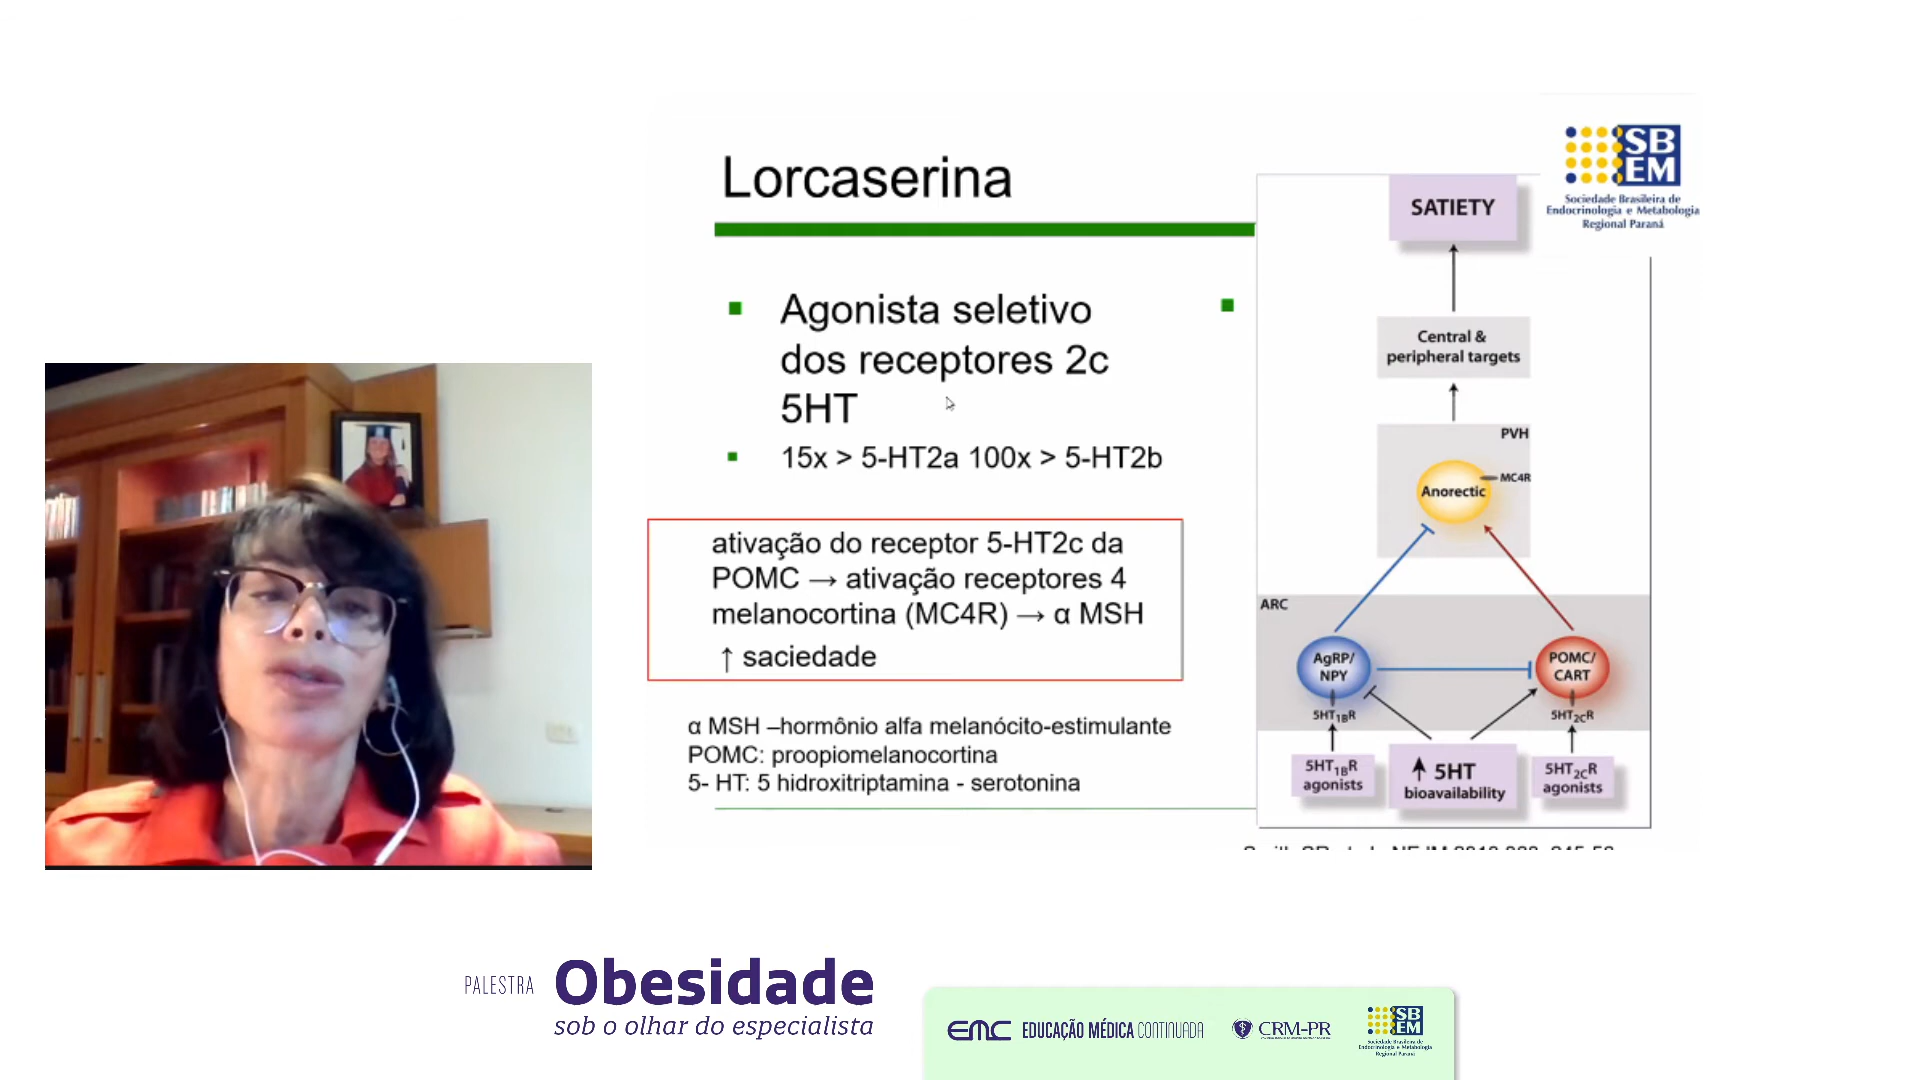 Lorcaserina
Agonista seletivo
dos receptores 2c
5HT
15x > 5-HT2a 100x > 5-HT2b
ativação do receptor 5-HT2c da
POMC → ativação receptores 4
melanocortina (MC4R) → α MSH
↑ saciedade
α MSH –hormônio alfa melanócito-estimulante
POMC: proopiomelanocortina
5- HT: 5 hidroxitriptamina - serotonina
SATIETY
Central &
peripheral targets
PVH
MC4R
Anorectic
ARC
AgRP/
NPY
POMC/
CART
5HT1BR
5HT2CR
5HT1BR
agonists
5HT
bioavailability
5HT2CR
agonists
SB
EM
Sociedade Brasileira de
Endocrinologia e Metabologia
Regional Paraná
PALESTRA Obesidade
sob o olhar do especialista
EMC EDUCAÇÃO MÉDICA CONTINUADA
CRM-PR
SB
EM
Sociedade Brasileira de
Endocrinologia e Metabologia
Regional Paraná